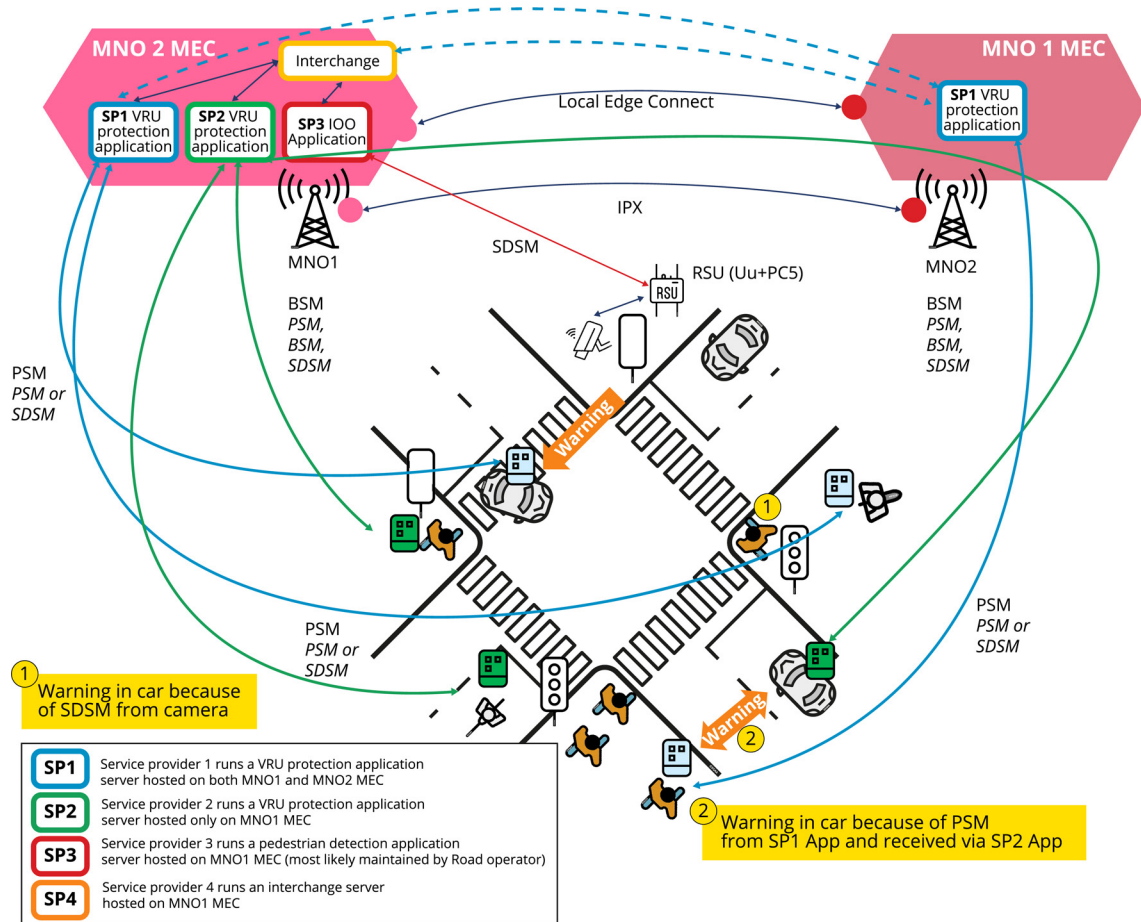 MNO 2 MEC
Interchange
SP1 VRU
protection
application
SP2 VRU
protection
application
SP3 IOO
Application
MNO 1 MEC
SP1 VRU
protection
application
Local Edge Connect
IPX
SDSM
MNO1
MNO2
RSU (Uu+PC5)
RSU
BSM
PSM,
BSM,
SDSM
BSM
PSM,
BSM,
SDSM
PSM
PSM or
SDSM
Warning
1
PSM
PSM or
SDSM
PSM
PSM or
SDSM
Warning
2
1
Warning in car because
of SDSM from camera
2
Warning in car because of PSM
from SP1 App and received via SP2 App
SP1
Service provider 1 runs a VRU protection application
server hosted on both MNO1 and MNO2 MEC
SP2
Service provider 2 runs a VRU protection application
server hosted only on MNO1 MEC
SP3
Service provider 3 runs a pedestrian detection application
server hosted on MNO1 MEC (most likely maintained by Road operator)
SP4
Service provider 4 runs an interchange server
hosted on MNO1 MEC